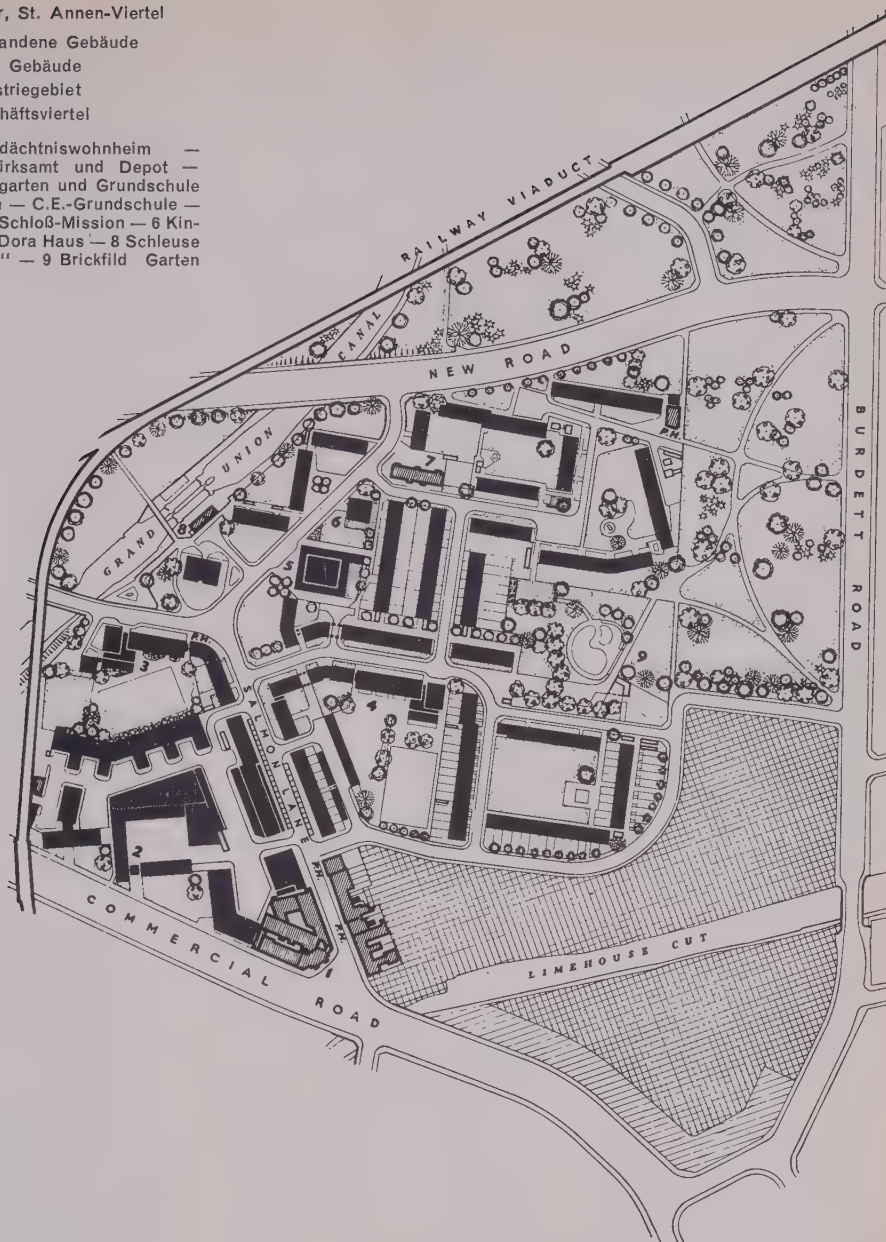 r, St. Annen-Viertel
andene Gebäude
Gebäude
striegebiet
häftsviertel
dächtniswohnheim —
irksamt und Depot —
garten und Grundschule
— C.E.-Grundschule —
Schloß-Mission — 6 Kin-
Dora Haus — 8 Schleuse
“ — 9 Brickfild Garten
RAILWAY VIADUCT
CANAL
NEW ROAD
BURDETT ROAD
UNION
GRAND
P.H.
7
6
5
P.H.
3
9
4
SALMON LANE
2
P.H.
P.H.
1
COMMERCIAL ROAD
LIMEHOUSE CUT